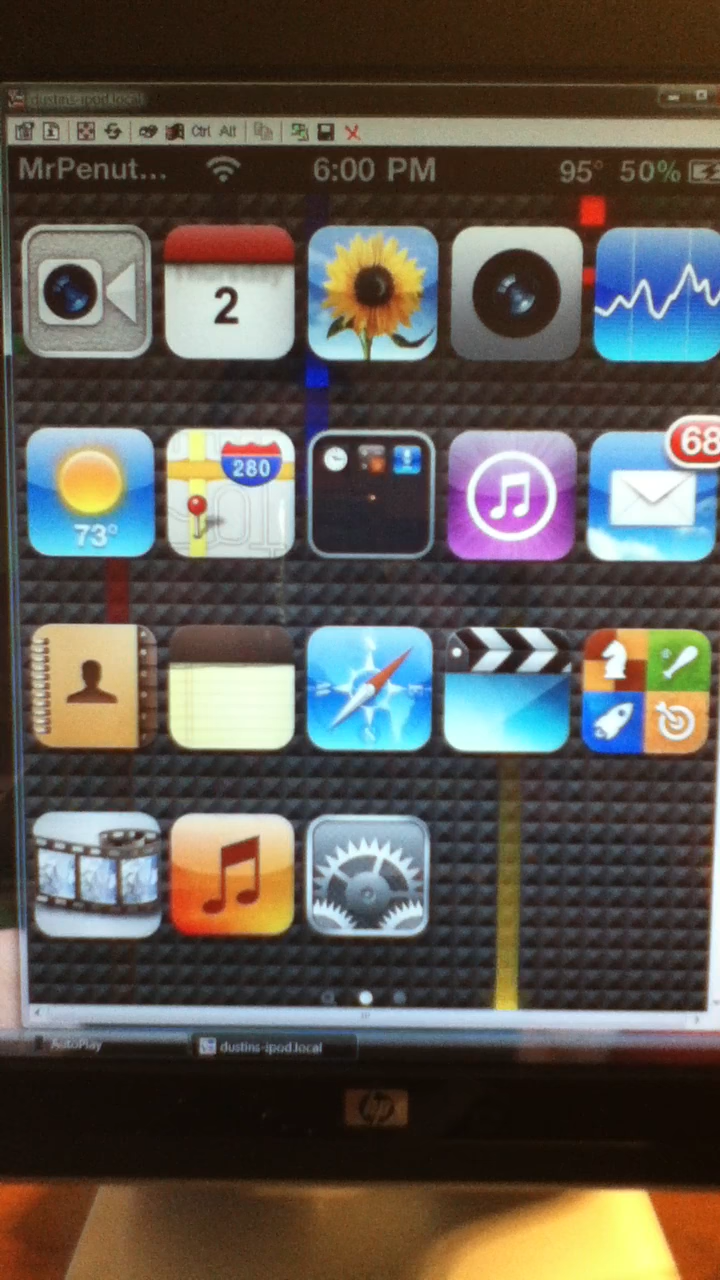 dustins-ipod.local
Ctrl Alt
MrPenut... 6:00 PM 95° 50%
2
280
68
73°
AutoPlay dustins-ipod.local
hp